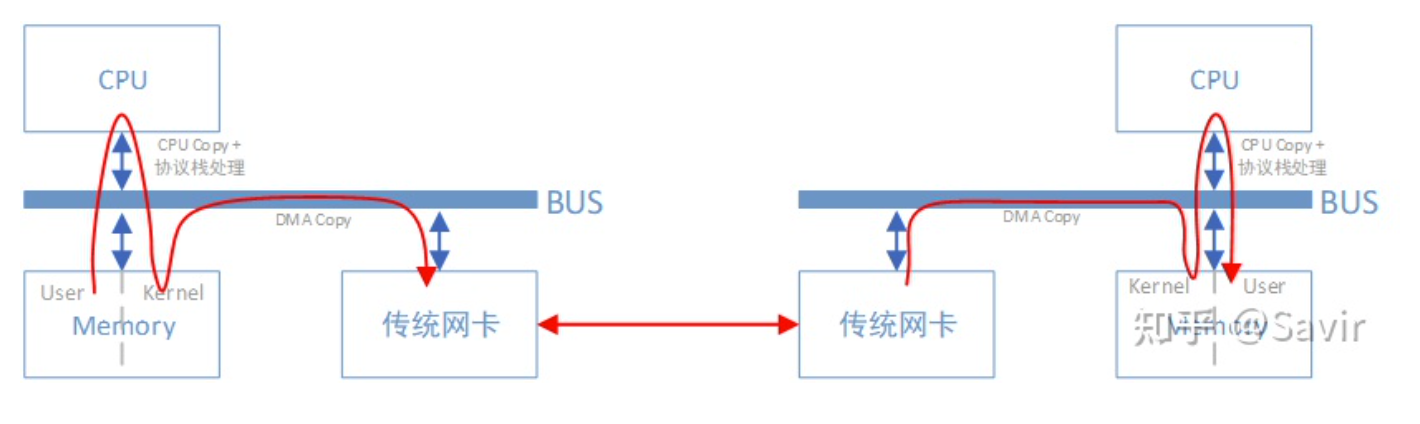 CPU
CPU Copy +
协议栈处理
BUS
DMA Copy
User
Kernel
Memory
传统网卡
CPU
CPU Copy +
协议栈处理
BUS
DMA Copy
传统网卡
Kernel
User
Memory
知乎 @Savir